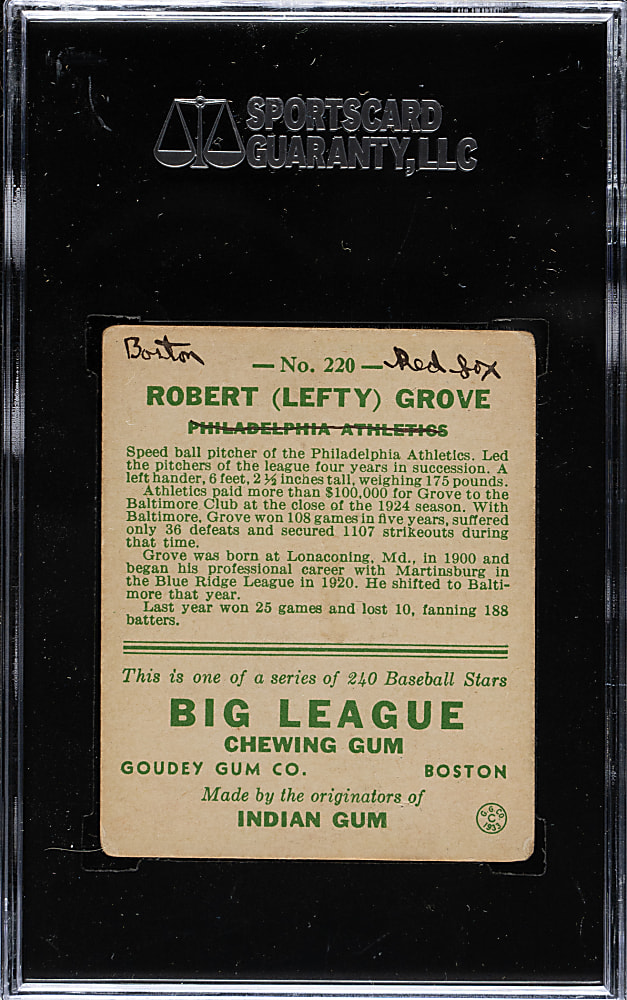 SPORTSCARD
GUARANTY, LLC
Boston
— No. 220 — Red Sox
ROBERT (LEFTY) GROVE
PHILADELPHIA ATHLETICS
Speed ball pitcher of the Philadelphia Athletics. Led
the pitchers of the league four years in succession. A
left hander, 6 feet, 2 ½ inches tall, weighing 175 pounds.
Athletics paid more than $100,000 for Grove to the
Baltimore Club at the close of the 1924 season. With
Baltimore, Grove won 108 games in five years, suffered
only 36 defeats and secured 1107 strikeouts during
that time.
Grove was born at Lonaconing, Md., in 1900 and
began his professional career with Martinsburg in
the Blue Ridge League in 1920. He shifted to Balti-
more that year.
Last year won 25 games and lost 10, fanning 188
batters.
This is one of a series of 240 Baseball Stars
BIG LEAGUE
CHEWING GUM
GOUDEY GUM CO. BOSTON
Made by the originators of
INDIAN GUM
G. G. CO
C
1933